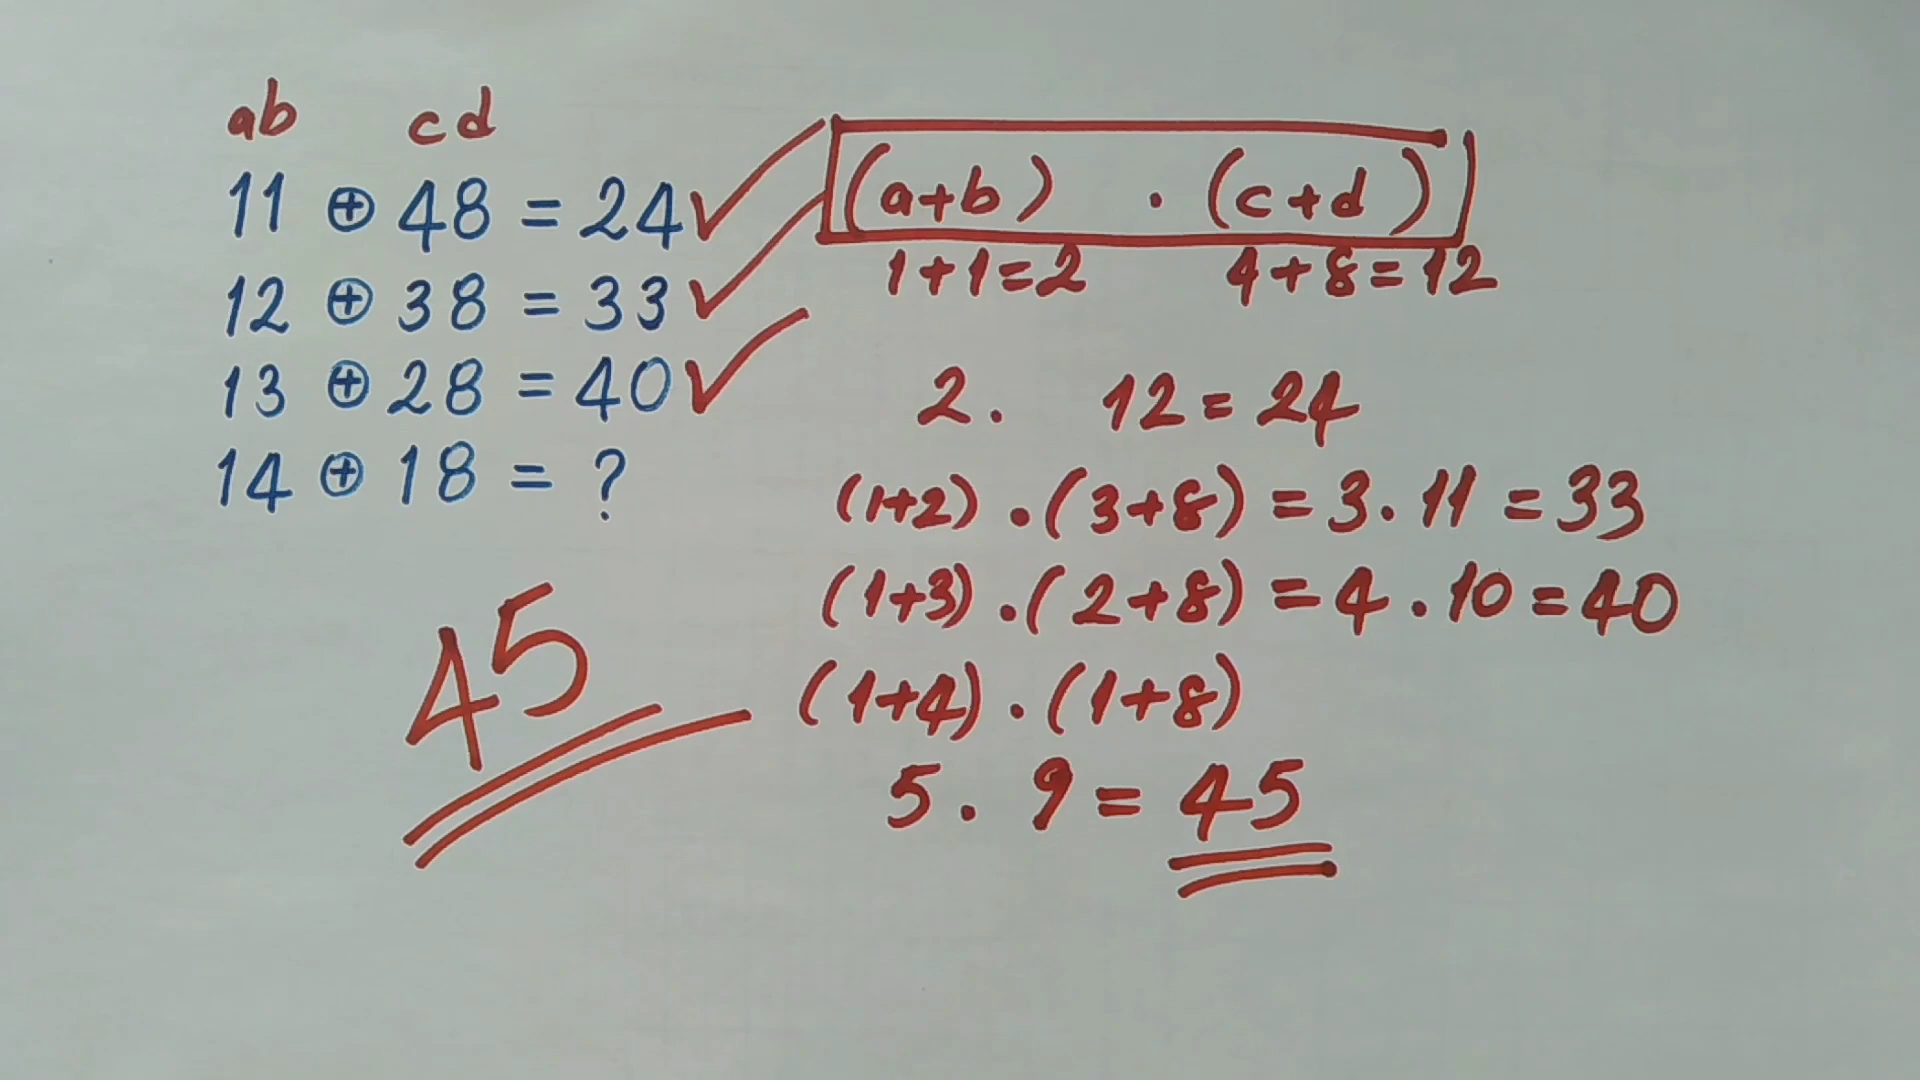 ab cd
11 ⊕ 48 = 24
12 ⊕ 38 = 33
13 ⊕ 28 = 40
14 ⊕ 18 = ?
45
(a+b) · (c+d)
1+1=2 4+8=12
2. 12=24
(1+2) · (3+8) = 3 · 11 = 33
(1+3) · (2+8) = 4 · 10 = 40
(1+4) · (1+8)
5 . 9 = 45